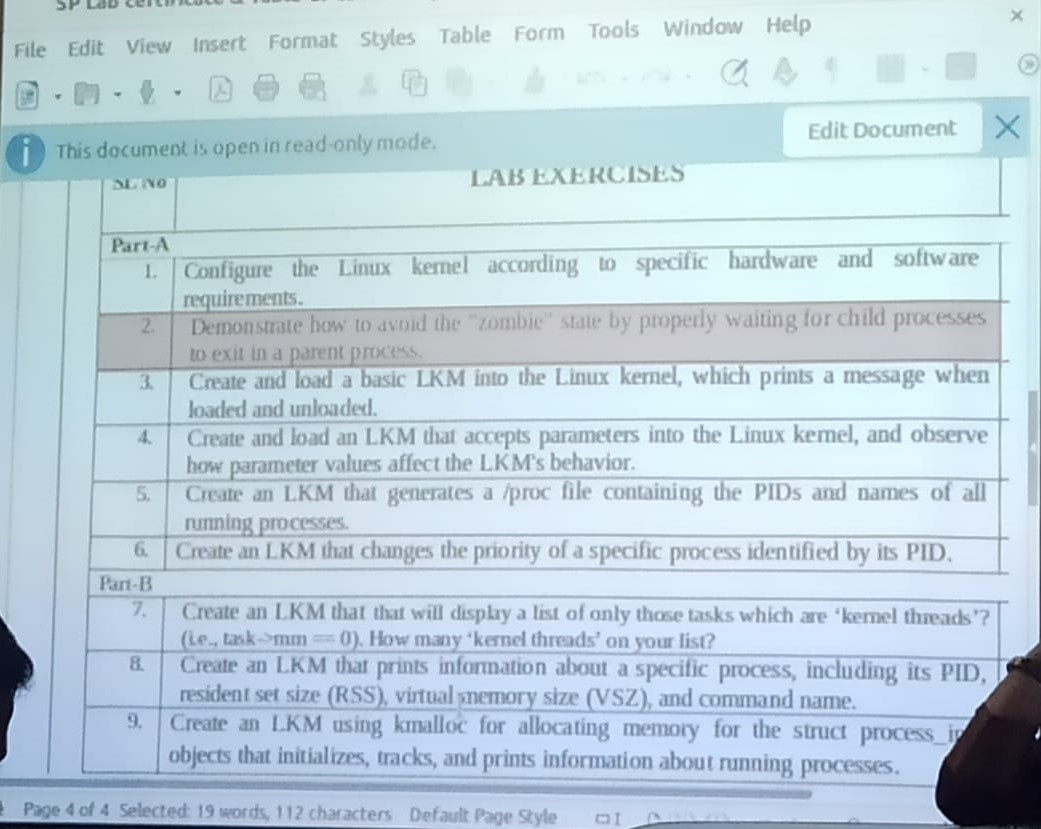 SP Lab
File Edit View Insert Format Styles Table Form Tools Window Help
This document is open in read-only mode.
Edit Document
SL. No
LAB EXERCISES
Part-A
1. Configure the Linux kernel according to specific hardware and software
requirements.
2. Demonstrate how to avoid the "zombie" state by properly waiting for child processes
to exit in a parent process.
3. Create and load a basic LKM into the Linux kernel, which prints a message when
loaded and unloaded.
4. Create and load an LKM that accepts parameters into the Linux kernel, and observe
how parameter values affect the LKM's behavior.
5. Create an LKM that generates a /proc file containing the PIDs and names of all
running processes.
6. Create an LKM that changes the priority of a specific process identified by its PID.
Part-B
7. Create an LKM that that will display a list of only those tasks which are ‘kernel threads’?
(i.e., task->mm == 0). How many ‘kernel threads’ on your list?
8. Create an LKM that prints information about a specific process, including its PID,
resident set size (RSS), virtual memory size (VSZ), and command name.
9. Create an LKM using kmalloc for allocating memory for the struct
objects that initializes, tracks, and prints information about running processes.
Page 4 of 4 Selected: 19 words, 112 characters Default Page Style